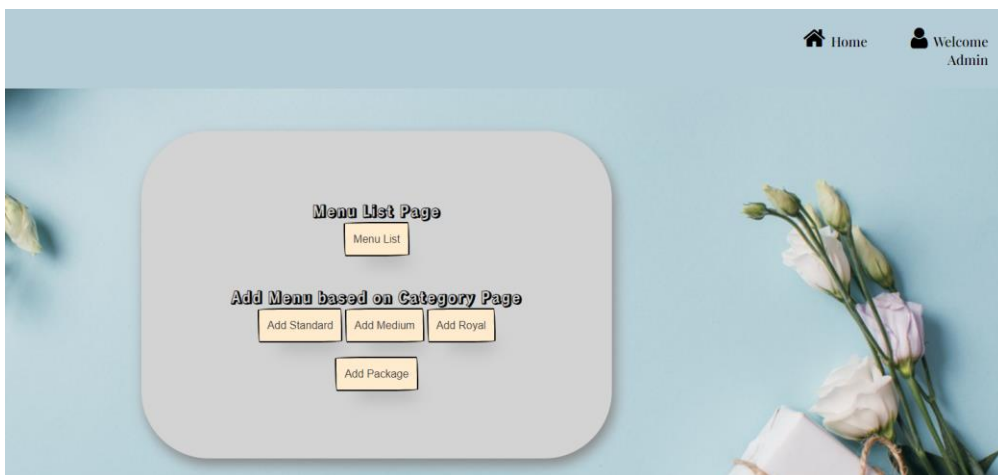 Home
Welcome
Admin
Menu List Page
Menu List
Add Menu based on Category Page
Add Standard Add Medium Add Royal
Add Package